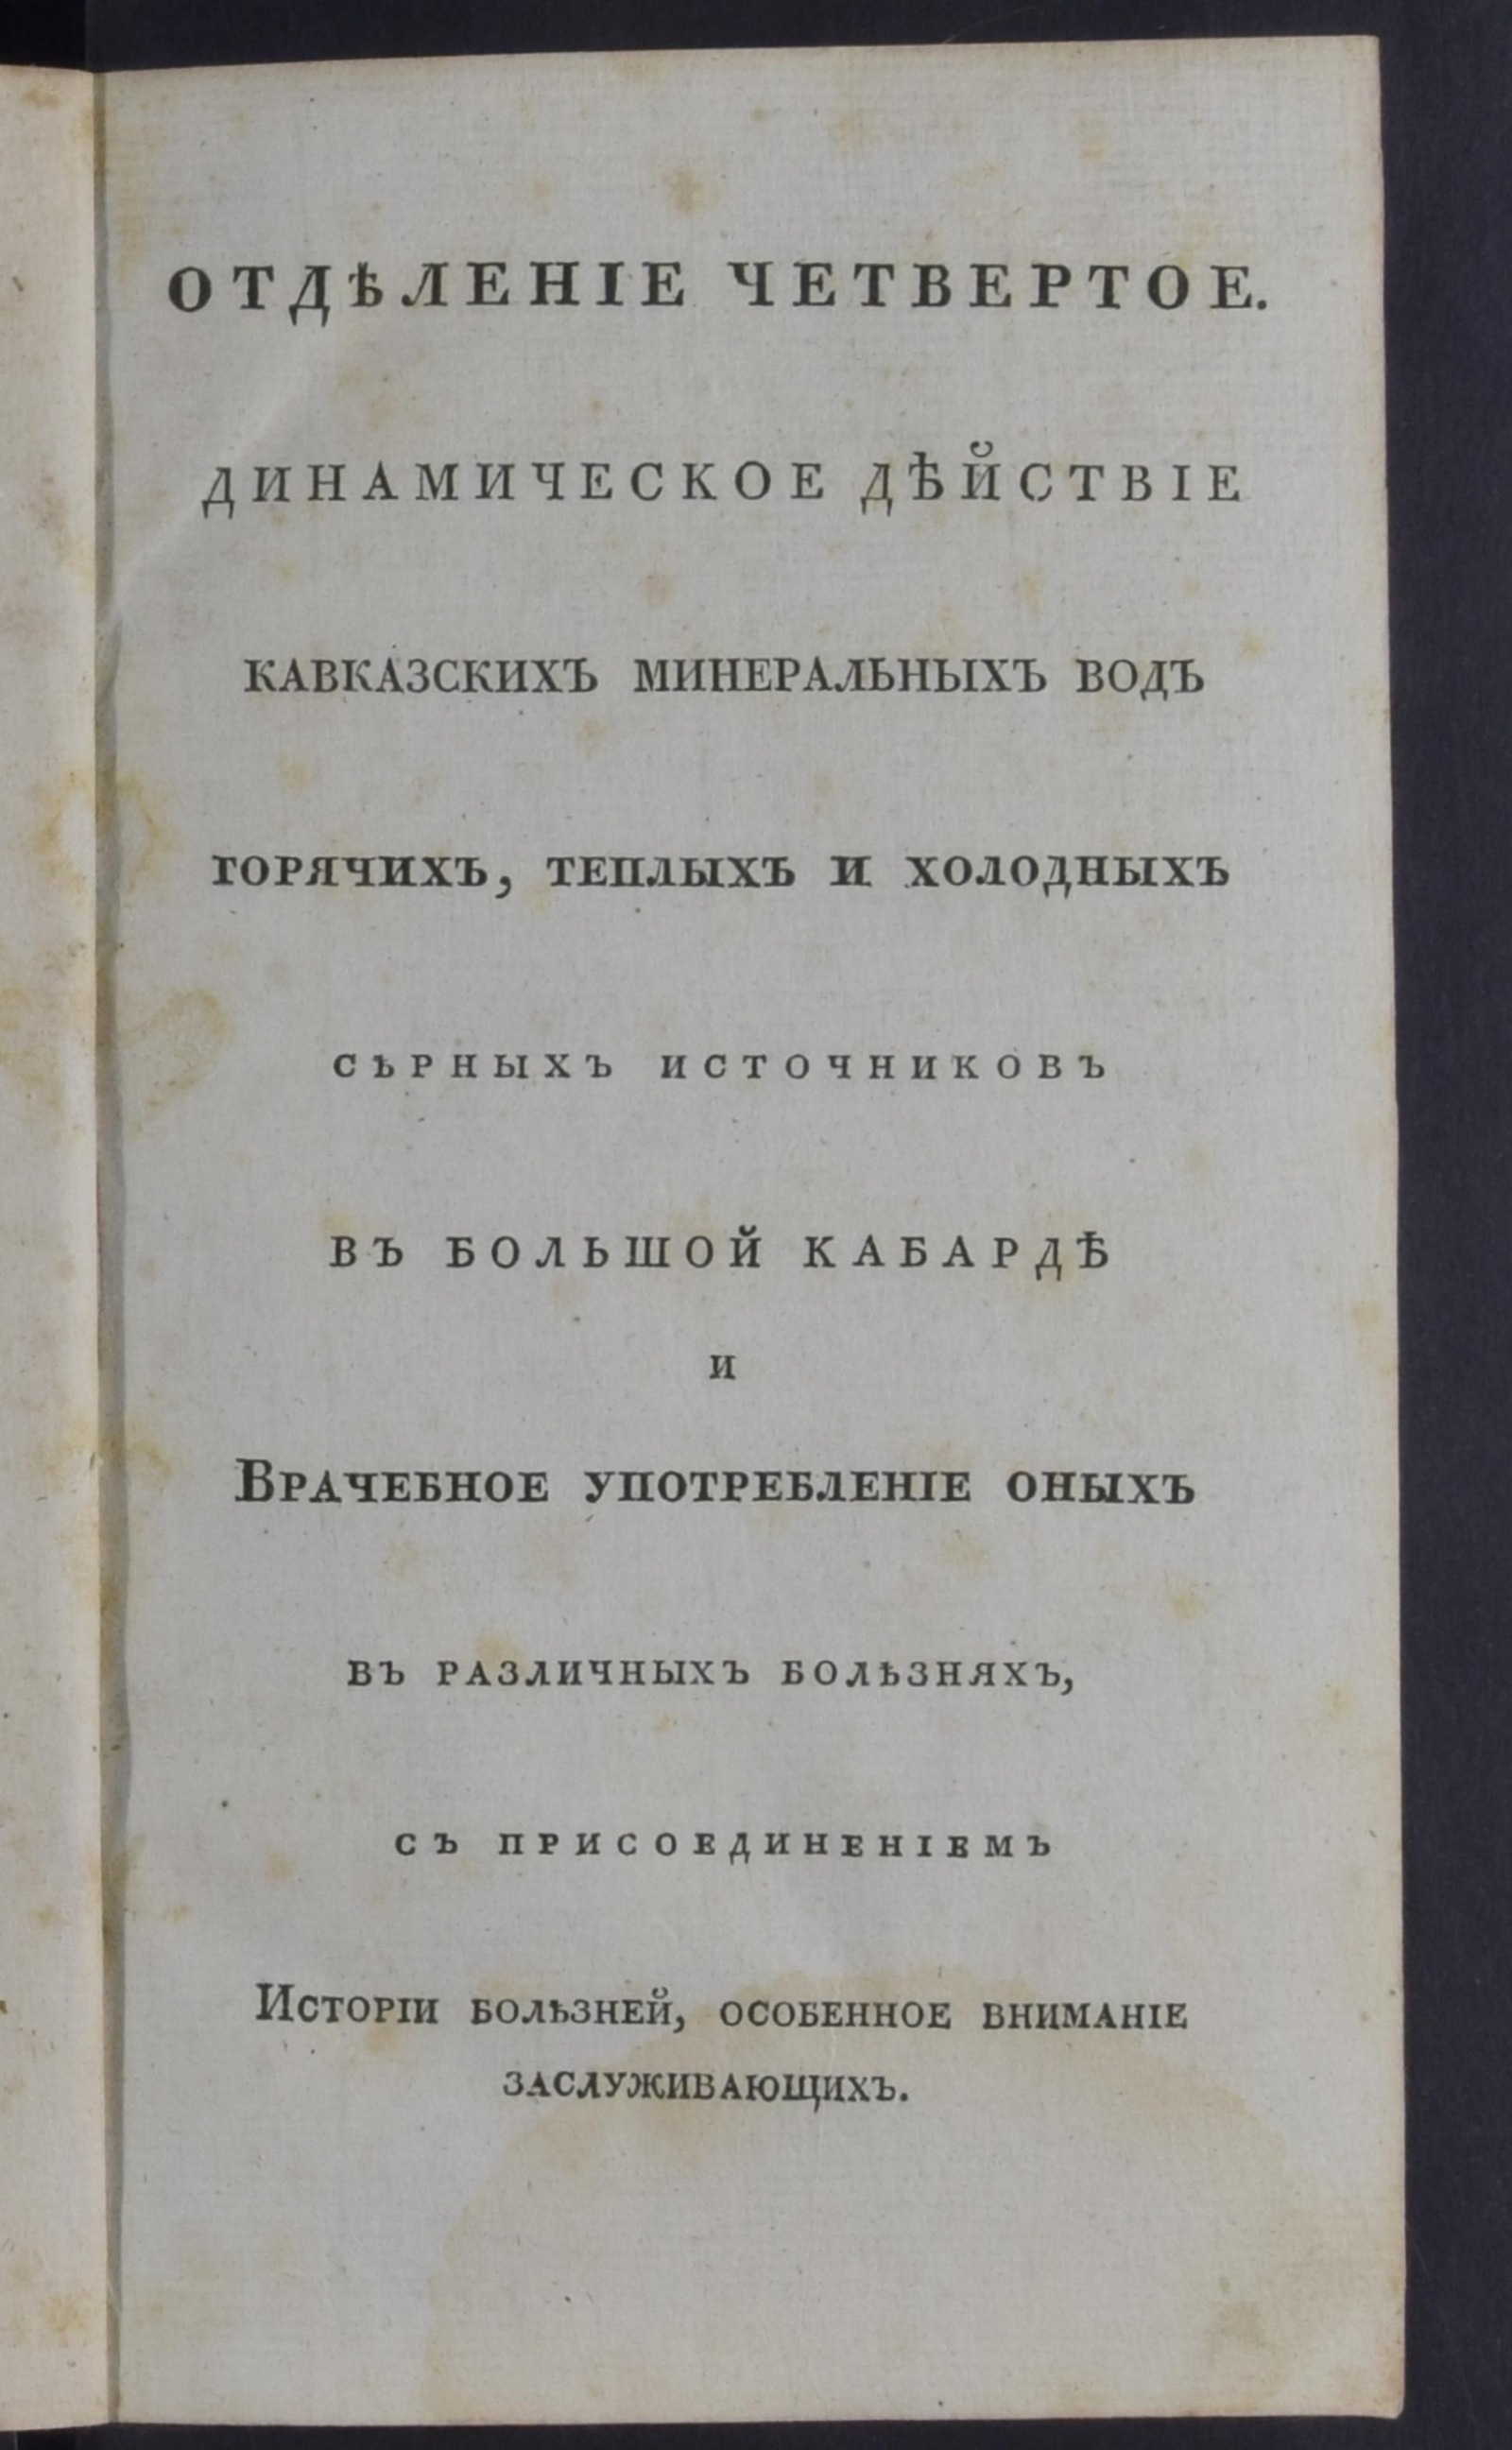 ОТДѢЛЕНІЕ ЧЕТВЕРТОЕ.
ДИНАМИЧЕСКОЕ ДѢЙСТВІЕ
КАВКАЗСКИХЪ МИНЕРАЛЬНЫХЪ ВОДЪ
ГОРЯЧИХЪ, ТЕПЛЫХЪ И ХОЛОДНЫХЪ
СѢРНЫХЪ ИСТОЧНИКОВЪ
ВЪ БОЛЬШОЙ КАБАРДѢ
И
ВРАЧЕБНОЕ УПОТРЕБЛЕНІЕ ОНЫХЪ
ВЪ РАЗЛИЧНЫХЪ БОЛѢЗНЯХЪ,
СЪ ПРИСОЕДИНЕНІЕМЪ
ИСТОРІИ БОЛѢЗНЕЙ, ОСОБЕННОЕ ВНИМАНІЕ
ЗАСЛУЖИВАЮЩИХЪ.